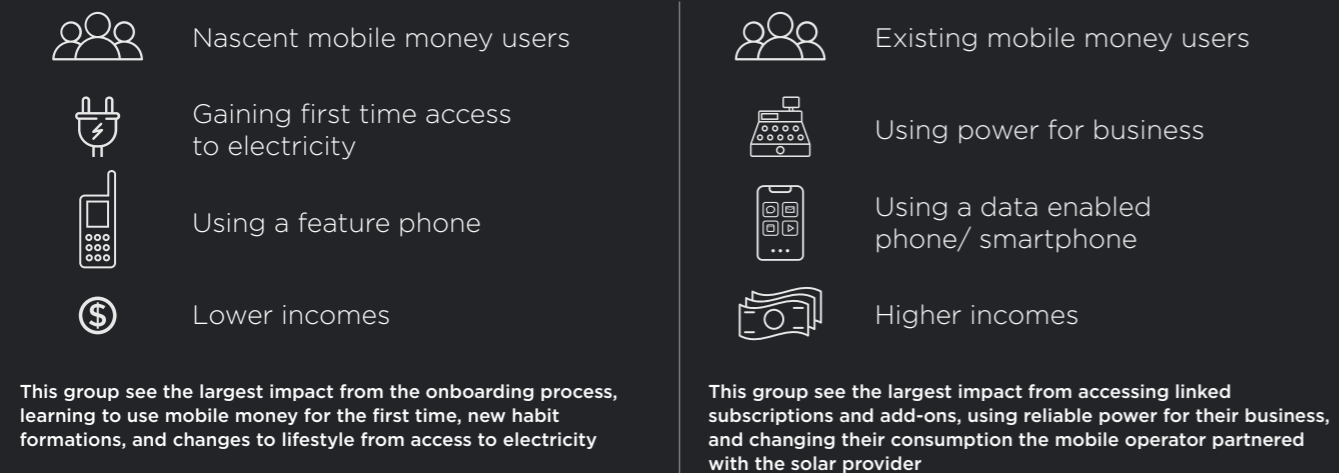 Nascent mobile money users
Gaining first time access
to electricity
Using a feature phone
Lower incomes
This group see the largest impact from the onboarding process,
learning to use mobile money for the first time, new habit
formations, and changes to lifestyle from access to electricity
Existing mobile money users
Using power for business
Using a data enabled
phone/ smartphone
Higher incomes
This group see the largest impact from accessing linked
subscriptions and add-ons, using reliable power for their business,
and changing their consumption the mobile operator partnered
with the solar provider